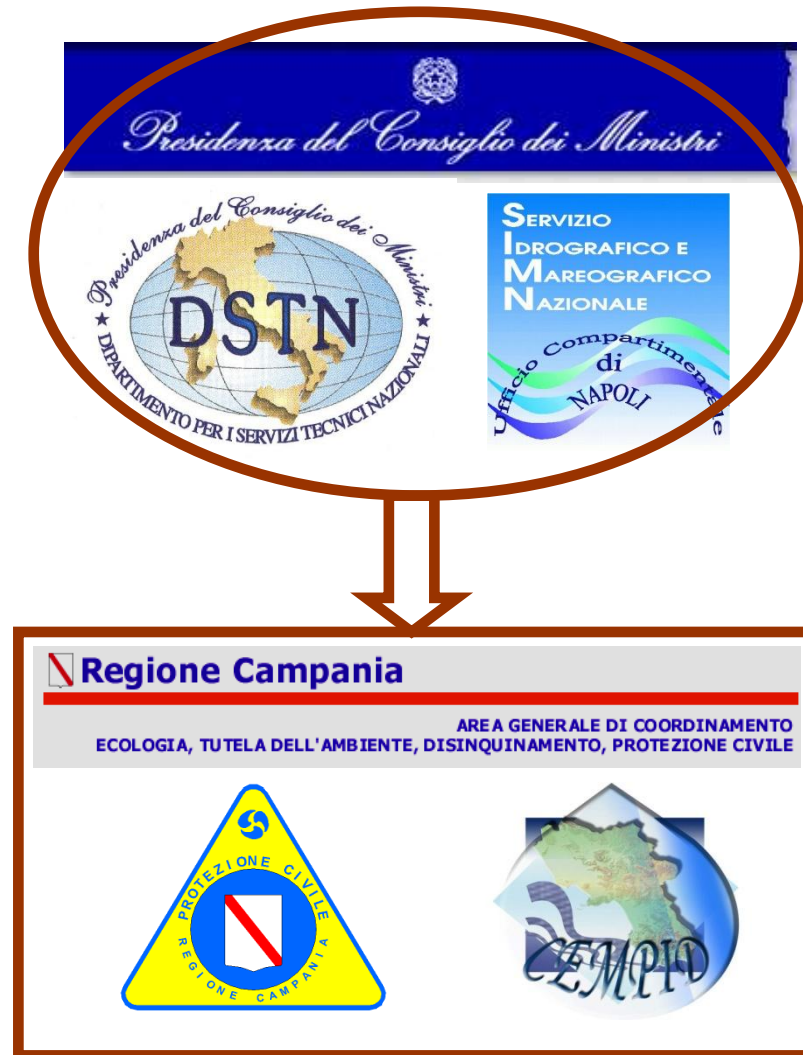 Presidenza del Consiglio dei Ministri
Presidenza del Consiglio dei Ministri
DSTN
★ DIPARTIMENTO PER I SERVIZI TECNICI NAZIONALI ★
SERVIZIO
IDROGRAFICO E
MAREOGRAFICO
NAZIONALE
Ufficio Compartimentale
di
NAPOLI
Regione Campania
AREA GENERALE DI COORDINAMENTO
ECOLOGIA, TUTELA DELL'AMBIENTE, DISINQUINAMENTO, PROTEZIONE CIVILE
PROTEZIONE CIVILE
REGIONE CAMPANIA
CEMPID